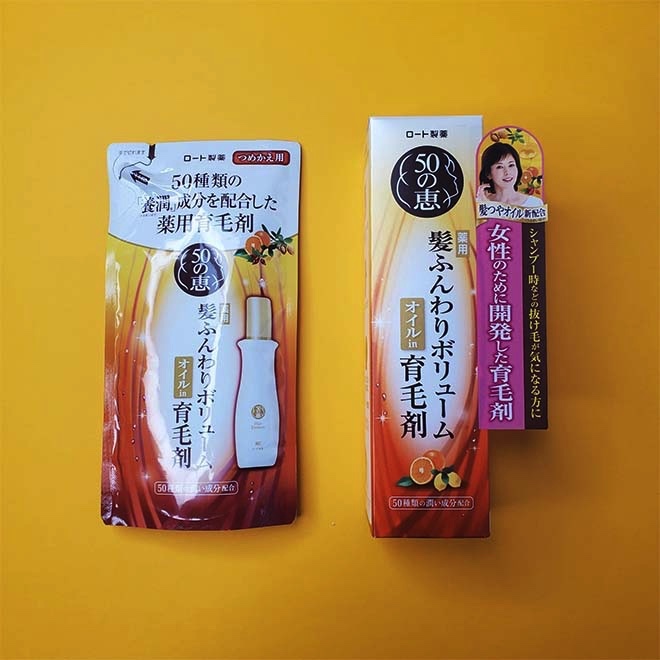 手で切れます
ロート製薬
つめかえ用
50種類の
「養潤」成分を配合した
薬用育毛剤
50の恵
薬用
髪ふんわりボリューム
オイルin
育毛剤
50種類の潤い成分配合
ロート製薬
50の恵
薬用
髪ふんわりボリューム
オイルin
育毛剤
50種類の潤い成分配合
髪つやオイル新配合
シャンプー時などの抜け毛が気になる方に
女性のために開発した育毛剤